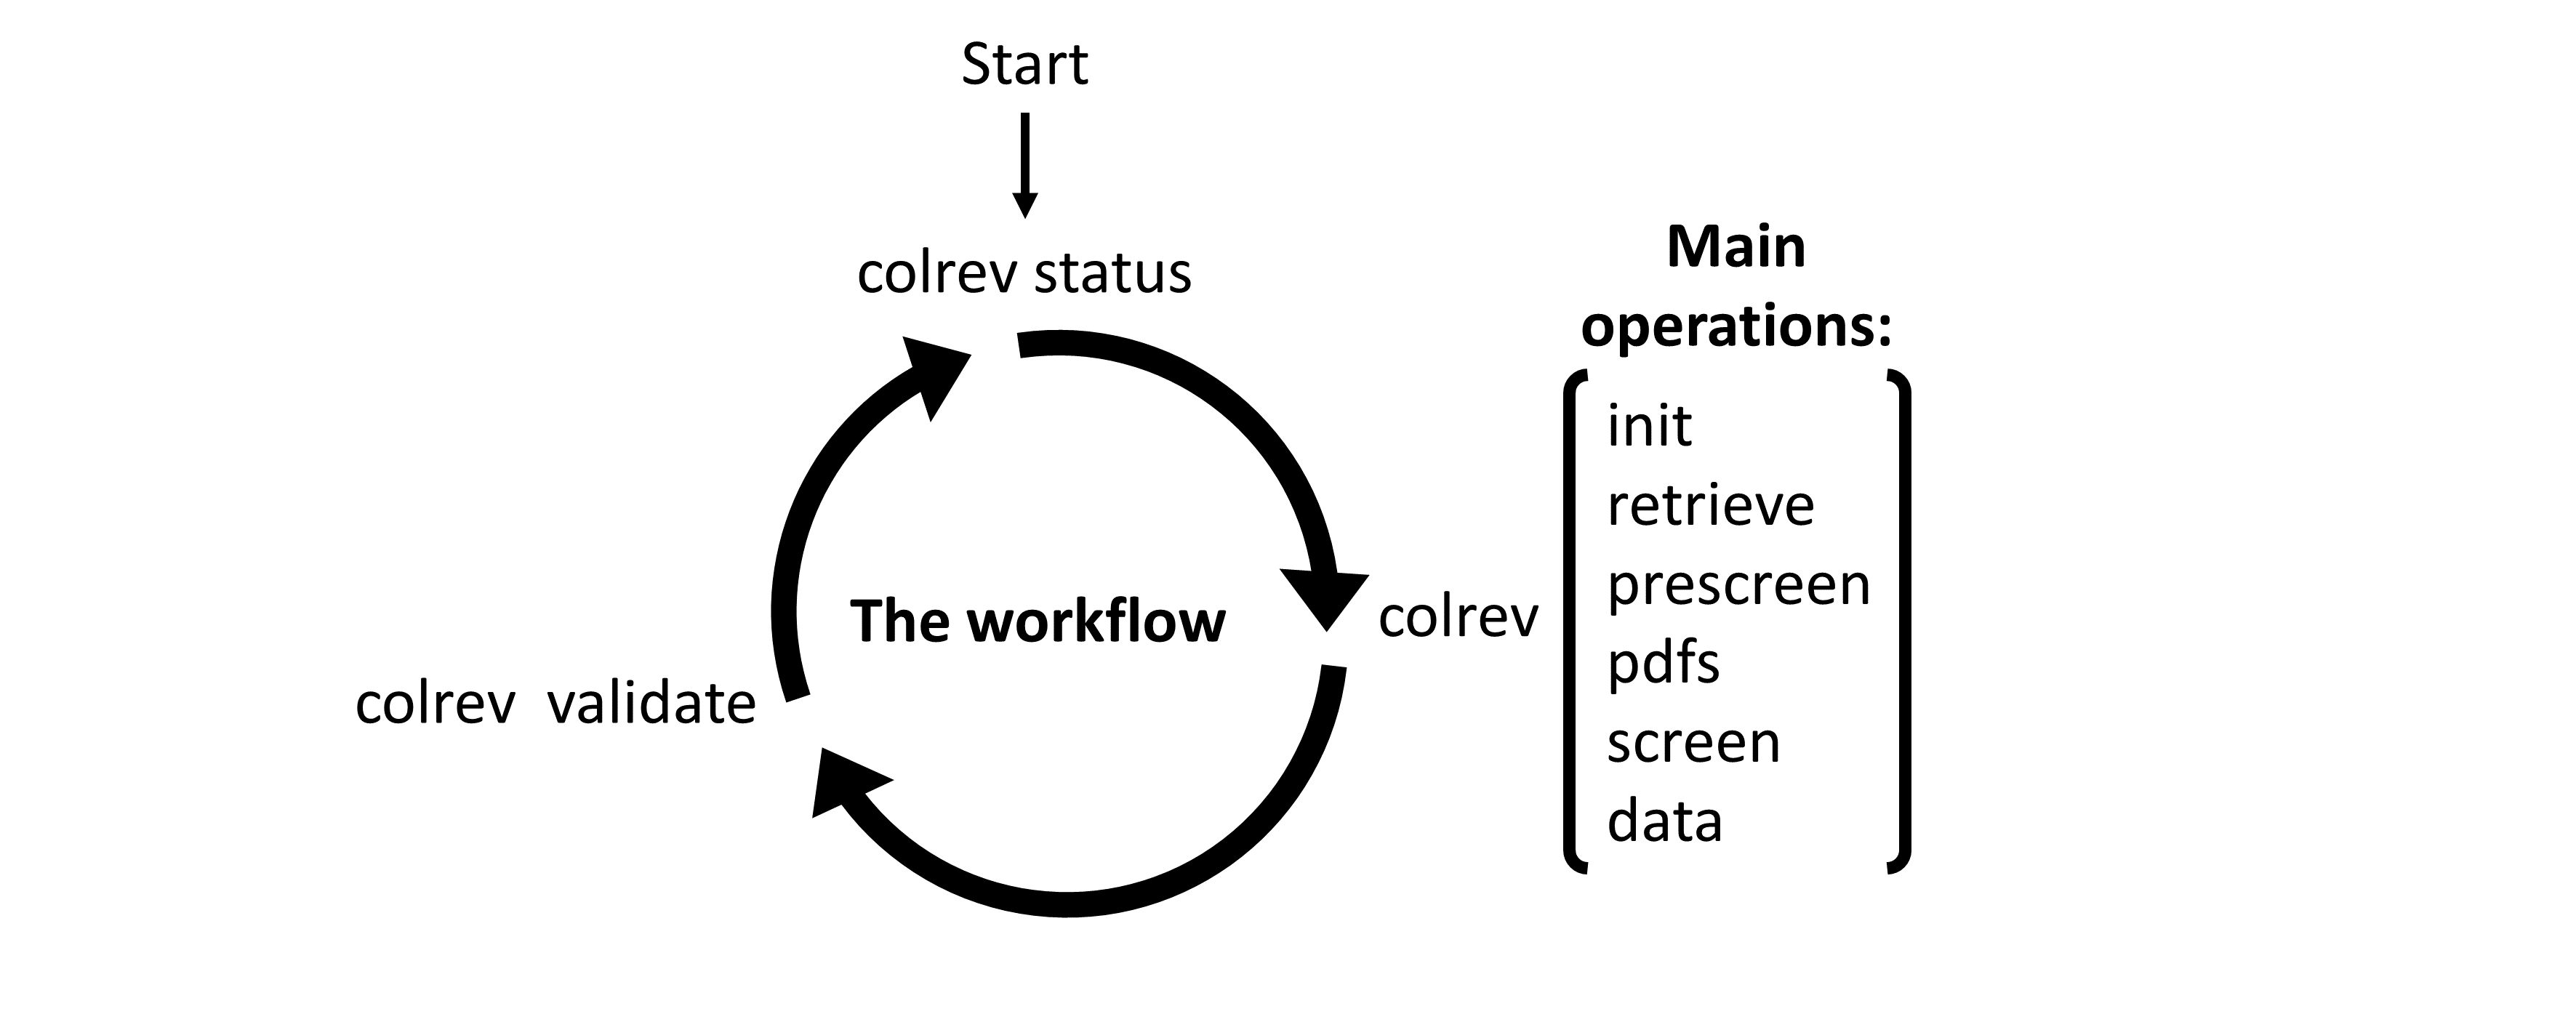 Start
colrev status
Main
operations:
init
retrieve
prescreen
pdfs
screen
data
colrev
The workflow
colrev  validate